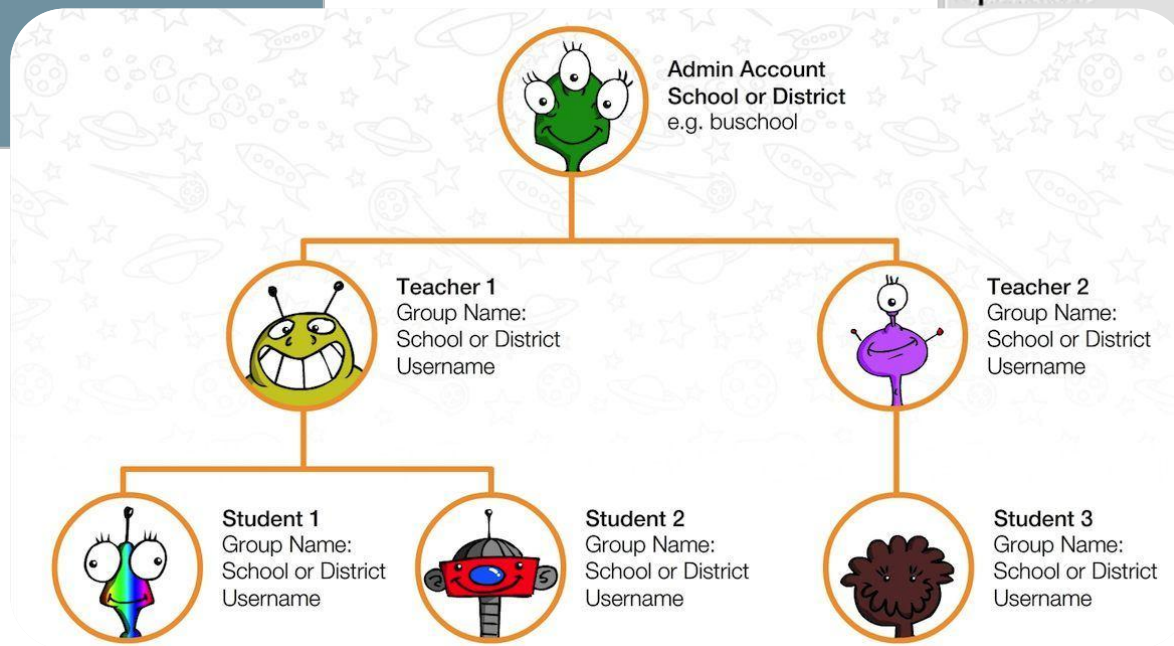 Admin Account
School or District
e.g. buschool
Teacher 1
Group Name:
School or District
Username
Teacher 2
Group Name:
School or District
Username
Student 1
Group Name:
School or District
Username
Student 2
Group Name:
School or District
Username
Student 3
Group Name:
School or District
Username